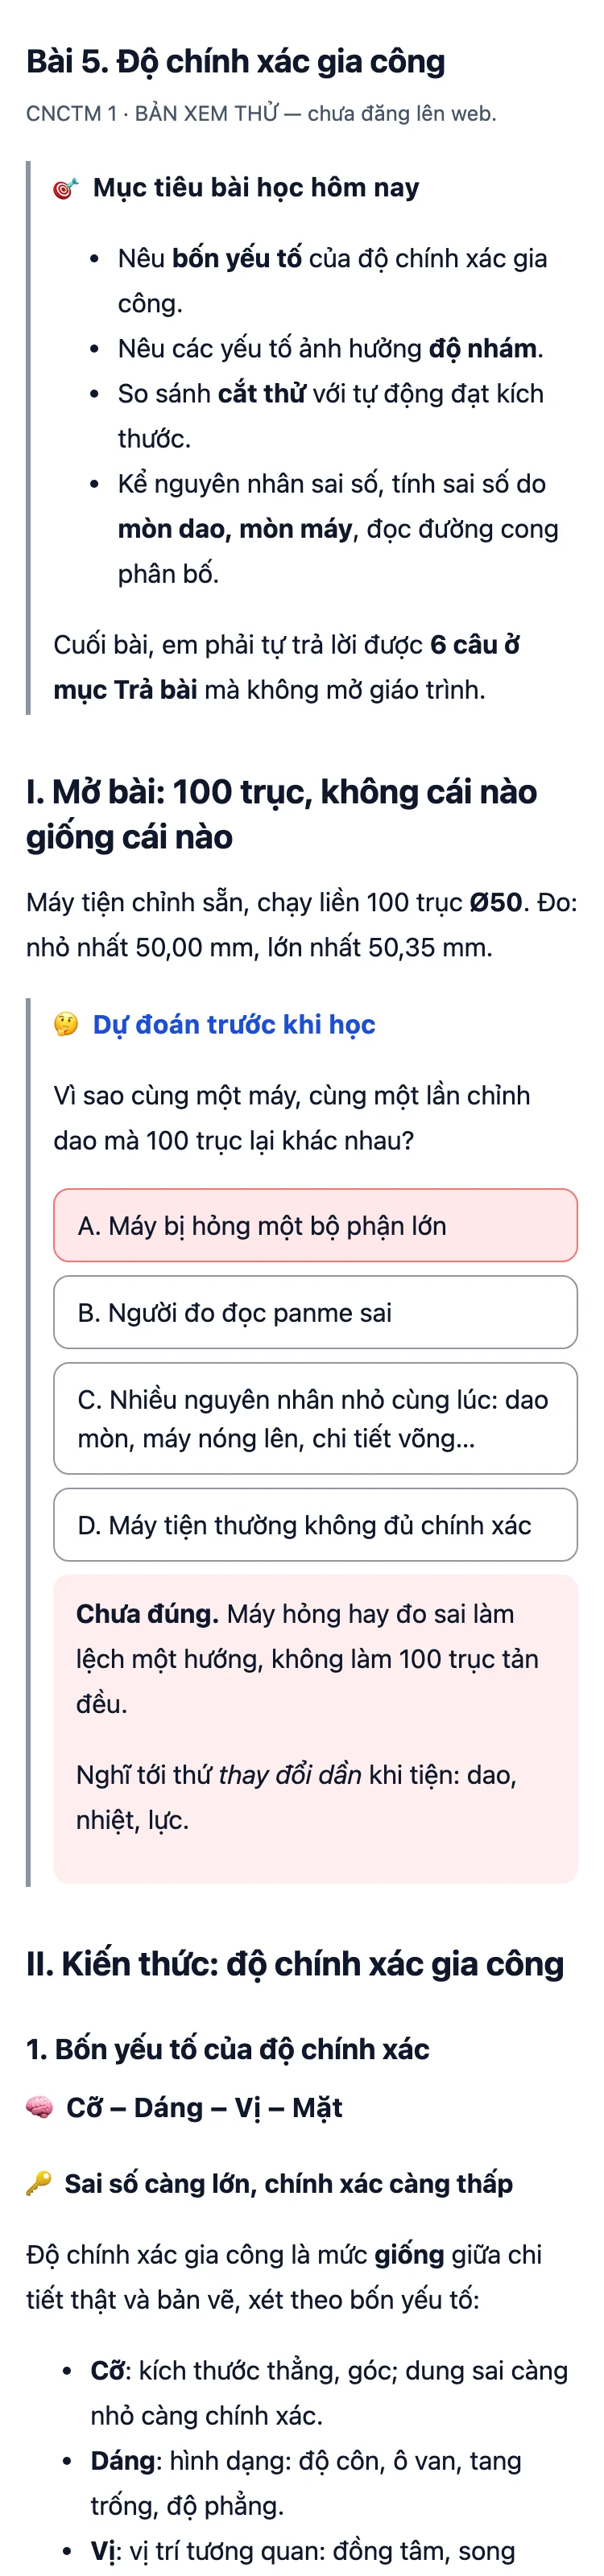 Bài 5. Độ chính xác gia công
CNCTM 1 · BẢN XEM THỬ — chưa đăng lên web.
🎯 Mục tiêu bài học hôm nay
• Nêu bốn yếu tố của độ chính xác gia
công.
• Nêu các yếu tố ảnh hưởng độ nhám.
• So sánh cắt thử với tự động đạt kích
thước.
• Kể nguyên nhân sai số, tính sai số do
mòn dao, mòn máy, đọc đường cong
phân bố.
Cuối bài, em phải tự trả lời được 6 câu ở
mục Trả bài mà không mở giáo trình.
I. Mở bài: 100 trục, không cái nào
giống cái nào
Máy tiện chỉnh sẵn, chạy liền 100 trục Ø50. Đo:
nhỏ nhất 50,00 mm, lớn nhất 50,35 mm.
🤔 Dự đoán trước khi học
Vì sao cùng một máy, cùng một lần chỉnh
dao mà 100 trục lại khác nhau?
A. Máy bị hỏng một bộ phận lớn
B. Người đo đọc panme sai
C. Nhiều nguyên nhân nhỏ cùng lúc: dao
mòn, máy nóng lên, chi tiết võng...
D. Máy tiện thường không đủ chính xác
Chưa đúng. Máy hỏng hay đo sai làm
lệch một hướng, không làm 100 trục tản
đều.
Nghĩ tới thứ thay đổi dần khi tiện: dao,
nhiệt, lực.
II. Kiến thức: độ chính xác gia công
1. Bốn yếu tố của độ chính xác
🧠 Cỡ – Dáng – Vị – Mặt
🔑 Sai số càng lớn, chính xác càng thấp
Độ chính xác gia công là mức giống giữa chi
tiết thật và bản vẽ, xét theo bốn yếu tố:
• Cỡ: kích thước thẳng, góc; dung sai càng
nhỏ càng chính xác.
• Dáng: hình dạng: độ côn, ô van, tang
trống, độ phẳng.
• Vị: vị trí tương quan: đồng tâm, song